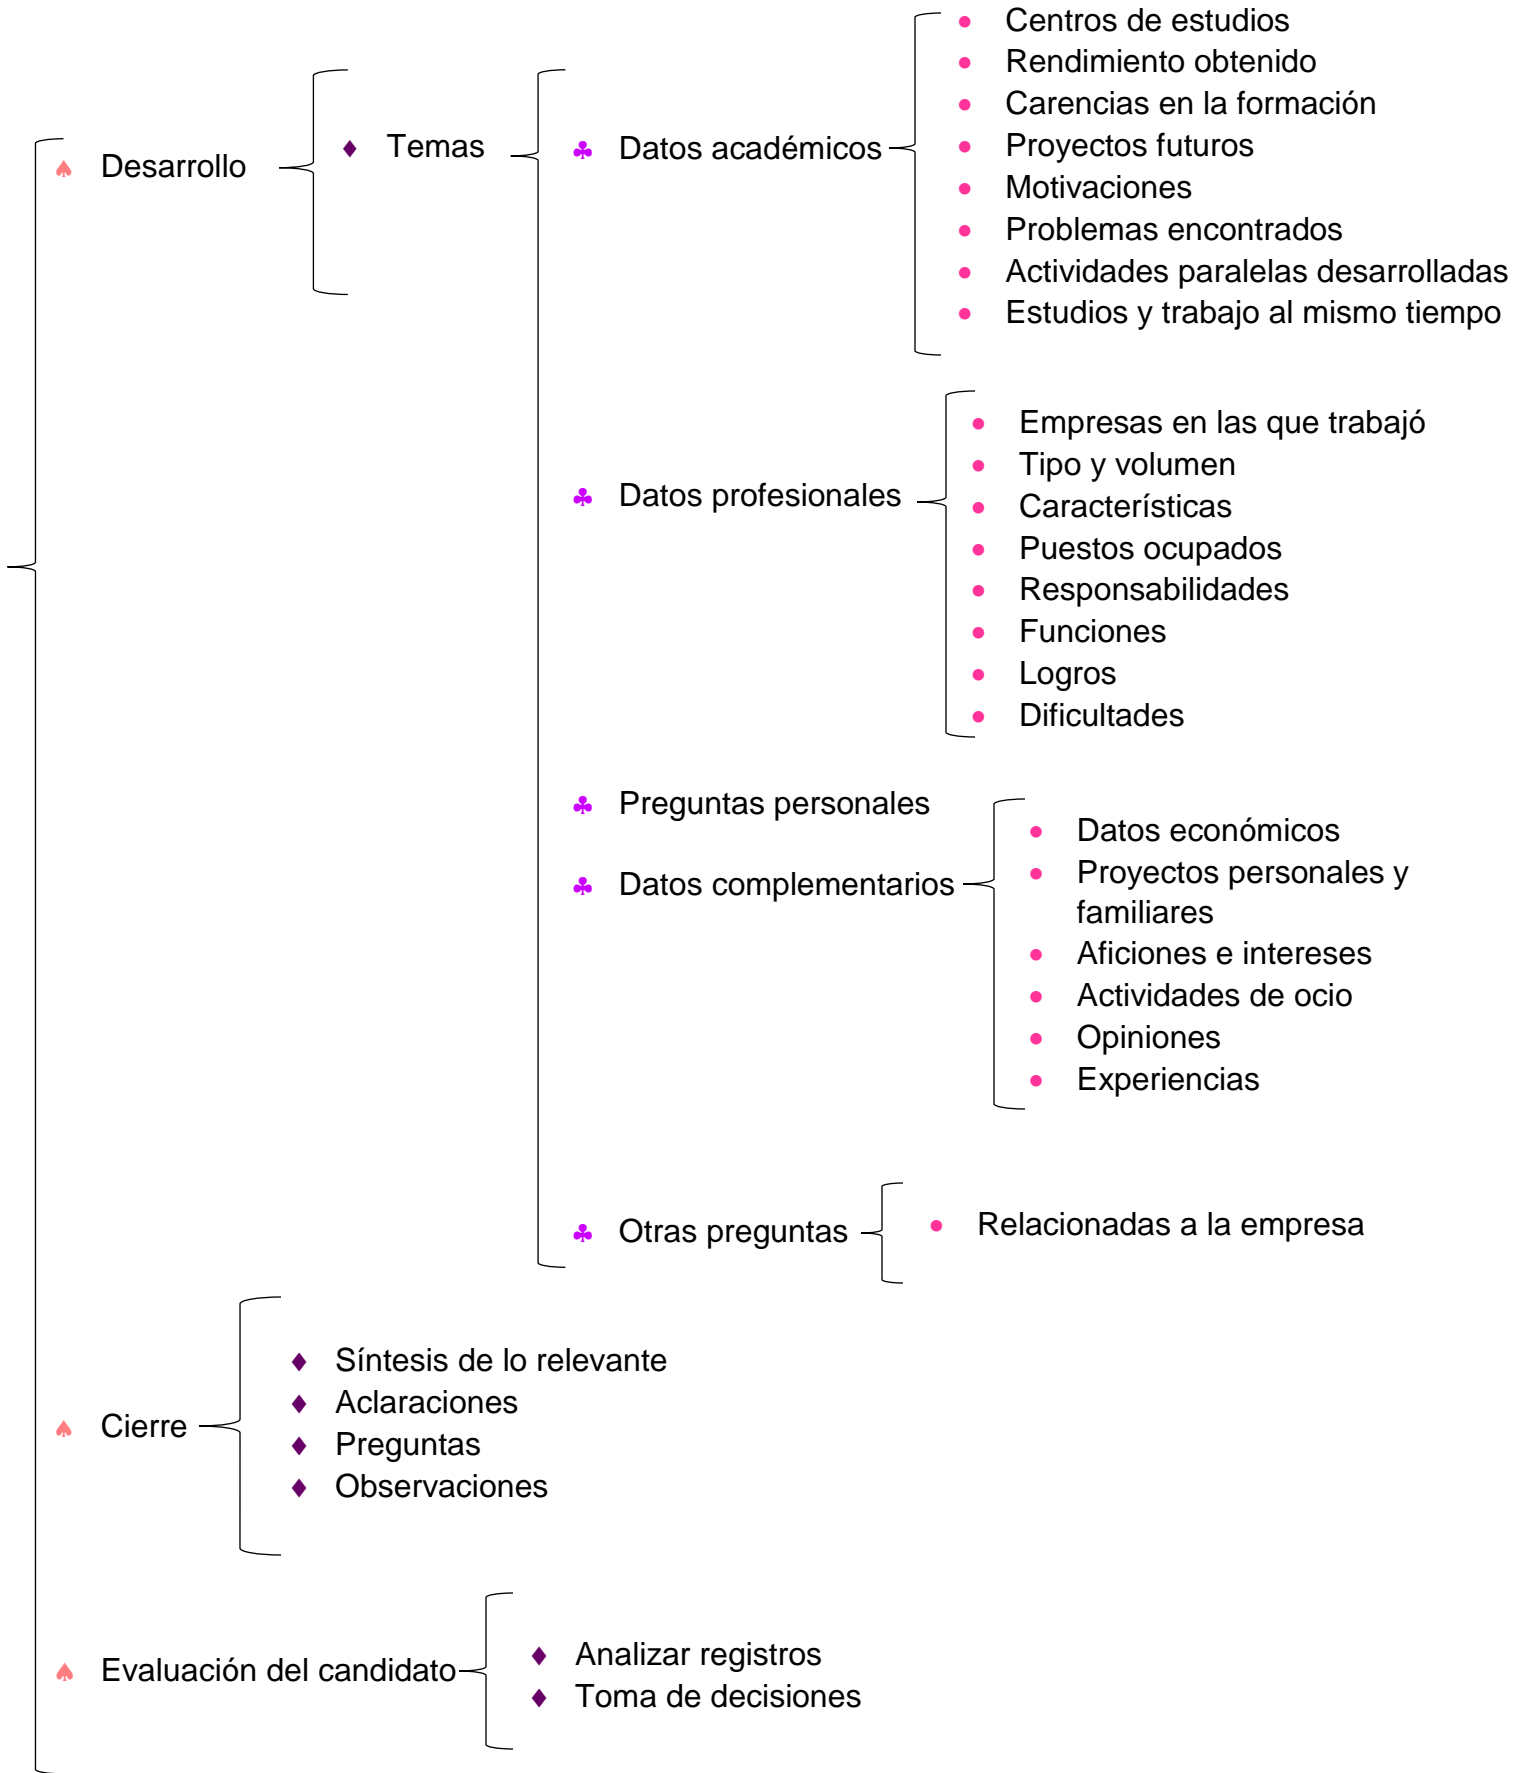 Desarrollo
Temas
Datos académicos
Centros de estudios
Rendimiento obtenido
Carencias en la formación
Proyectos futuros
Motivaciones
Problemas encontrados
Actividades paralelas desarrolladas
Estudios y trabajo al mismo tiempo
Datos profesionales
Empresas en las que trabajó
Tipo y volumen
Características
Puestos ocupados
Responsabilidades
Funciones
Logros
Dificultades
Preguntas personales
Datos complementarios
Datos económicos
Proyectos personales y
familiares
Aficiones e intereses
Actividades de ocio
Opiniones
Experiencias
Otras preguntas
Relacionadas a la empresa
Cierre
Síntesis de lo relevante
Aclaraciones
Preguntas
Observaciones
Evaluación del candidato
Analizar registros
Toma de decisiones